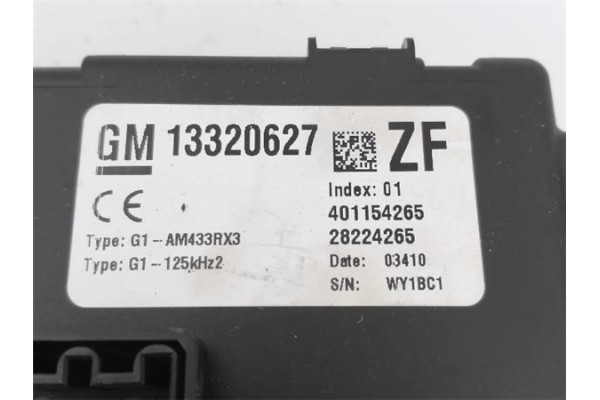 GM 13320627 ZF
Index: 01
CE 401154265
Type: G1-AM433RX3 28224265
Type: G1-125kHz2 Date: 03410
S/N: WY1BC1